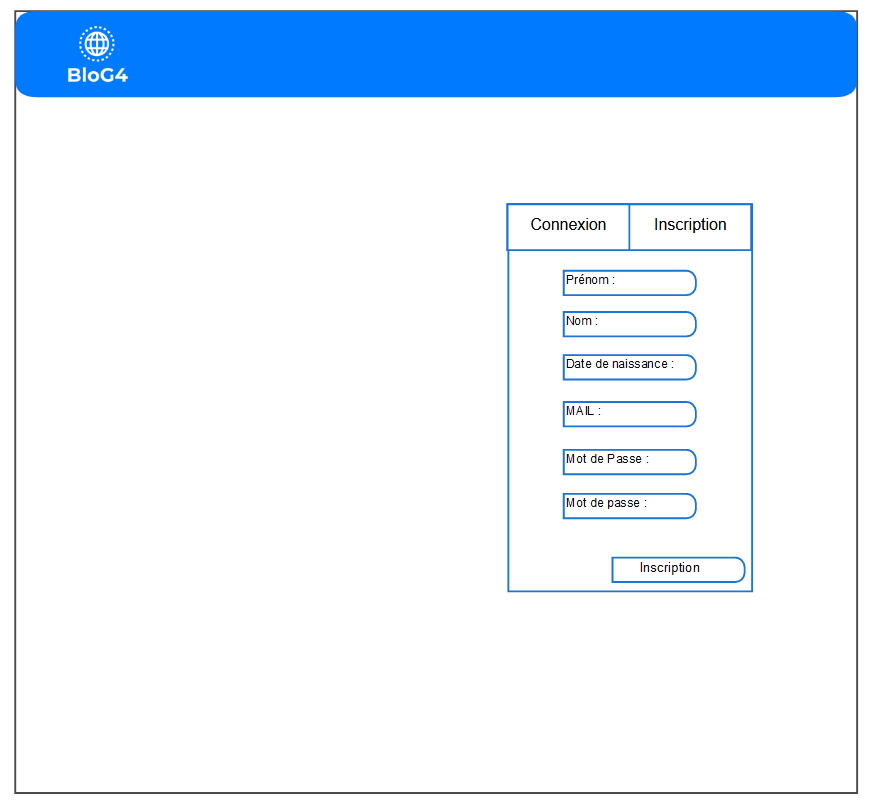 BloG4
Connexion
Inscription
Prénom :
Nom :
Date de naissance :
MAIL :
Mot de Passe :
Mot de passe :
Inscription